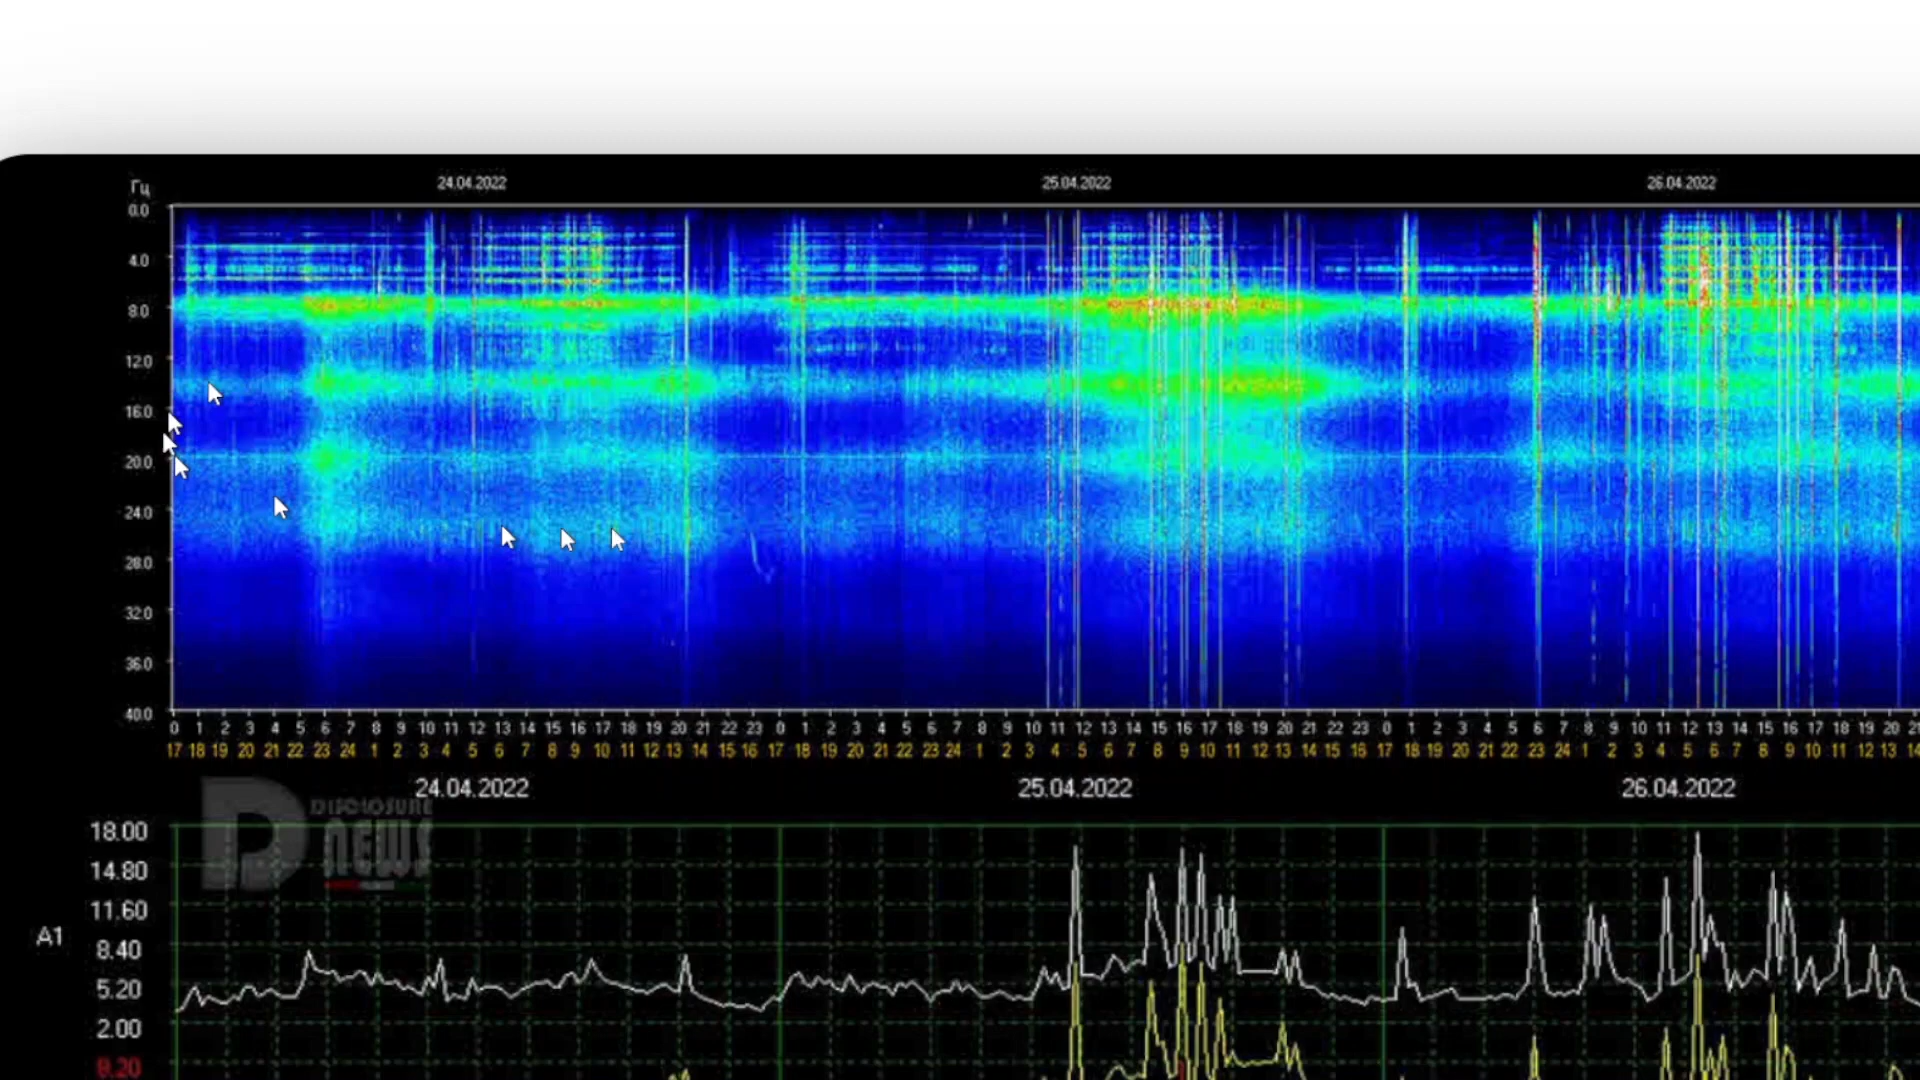 24.04.2022 25.04.2022 26.04.2022
Гц
0.0
4.0
8.0
12.0
16.0
20.0
24.0
28.0
32.0
36.0
40.0
0 1 2 3 4 5 6 7 8 9 10 11 12 13 14 15 16 17 18 19 20 21 22 23 0 1 2 3 4 5 6 7 8 9 10 11 12 13 14 15 16 17 18 19 20 21 22 23 0 1 2 3 4 5 6 7 8 9 10 11 12 13 14 15 16 17 18 19 20 21
17 18 19 20 21 22 23 24 1 2 3 4 5 6 7 8 9 10 11 12 13 14 15 16 17 18 19 20 21 22 23 24 1 2 3 4 5 6 7 8 9 10 11 12 13 14 15 16 17 18 19 20 21 22 23 24 1 2 3 4 5 6 7 8 9 10 11 12 13 14
24.04.2022 25.04.2022 26.04.2022
DISCLOSURE
news
18.00
14.80
11.60
A1
8.40
5.20
2.00
8.20